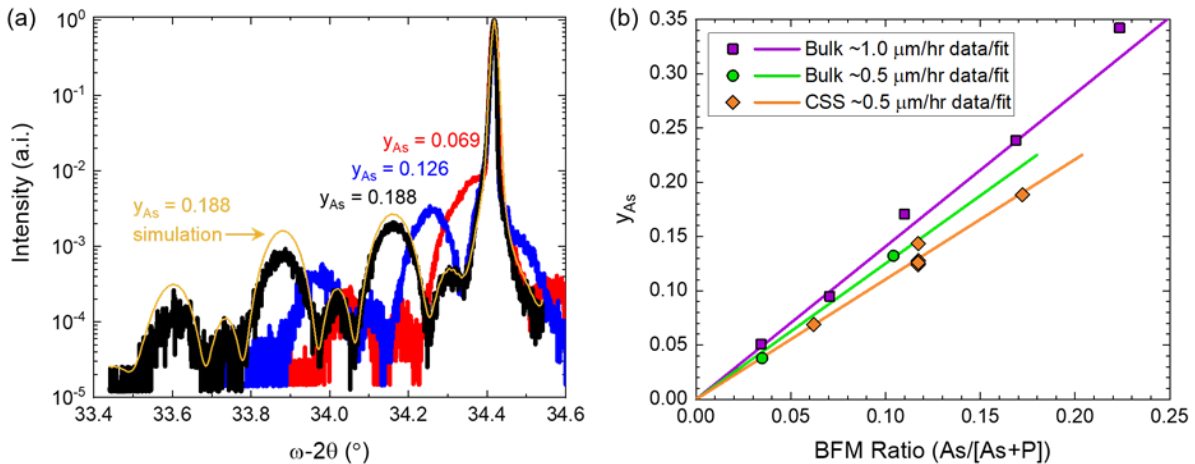 (a)
10⁰
10⁻¹
10⁻²
10⁻³
10⁻⁴
10⁻⁵
Intensity (a.i.)
y_As = 0.069
y_As = 0.126
y_As = 0.188
y_As = 0.188
simulation
33.4 33.6 33.8 34.0 34.2 34.4 34.6
ω-2θ (°)
(b)
0.35
0.30
0.25
0.20
0.15
0.10
0.05
0.00
y_As
Bulk ~1.0 μm/hr data/fit
Bulk ~0.5 μm/hr data/fit
CSS ~0.5 μm/hr data/fit
0.00 0.05 0.10 0.15 0.20 0.25
BFM Ratio (As/[As+P])